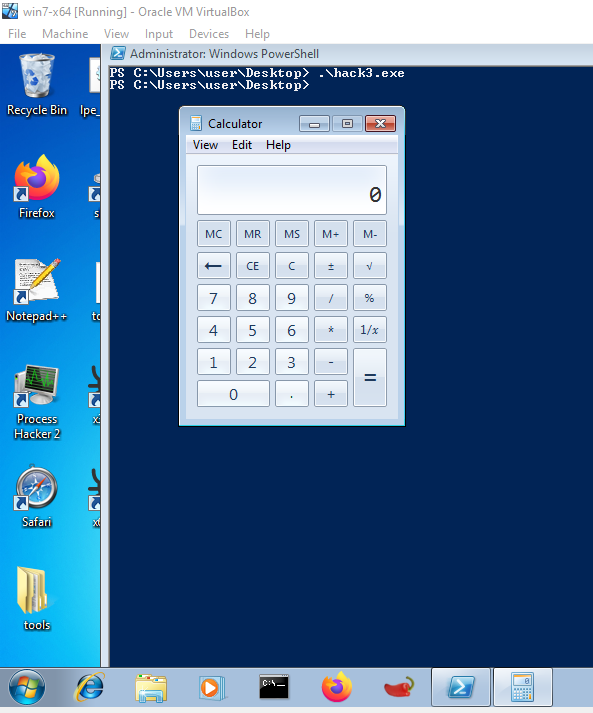 win7-x64 [Running] - Oracle VM VirtualBox
File Machine View Input Devices Help
Administrator: Windows PowerShell
PS C:\Users\user\Desktop> .\hack3.exe
PS C:\Users\user\Desktop>
Recycle Bin lpe_
Firefox s
Notepad++ to
Process
Hacker 2
Safari
tools
Calculator
View Edit Help
0
MC MR MS M+ M-
← CE C ± √
7 8 9 / %
4 5 6 * 1/x
1 2 3 - =
0 . +
C:\_